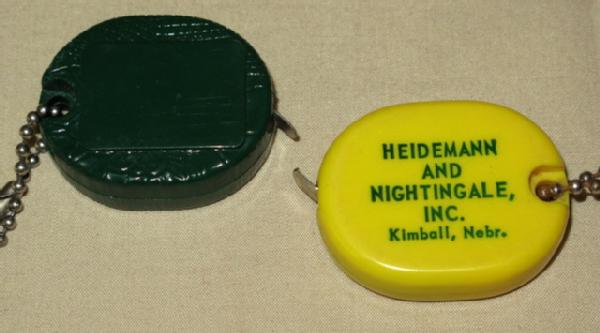 HEIDEMANN
AND
NIGHTINGALE,
INC.
Kimball, Nebr.